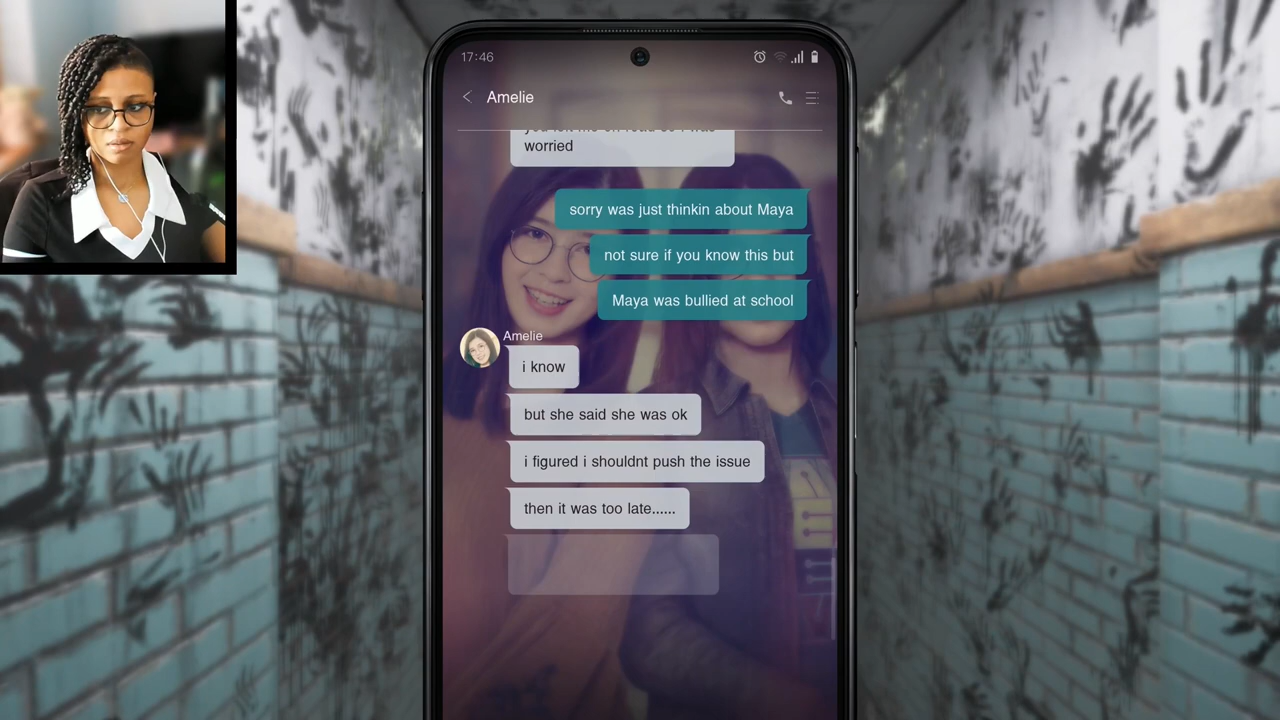 17:46
Amelie
worried
sorry was just thinkin about Maya
not sure if you know this but
Maya was bullied at school
Amelie
i know
but she said she was ok
i figured i shouldnt push the issue
then it was too late......